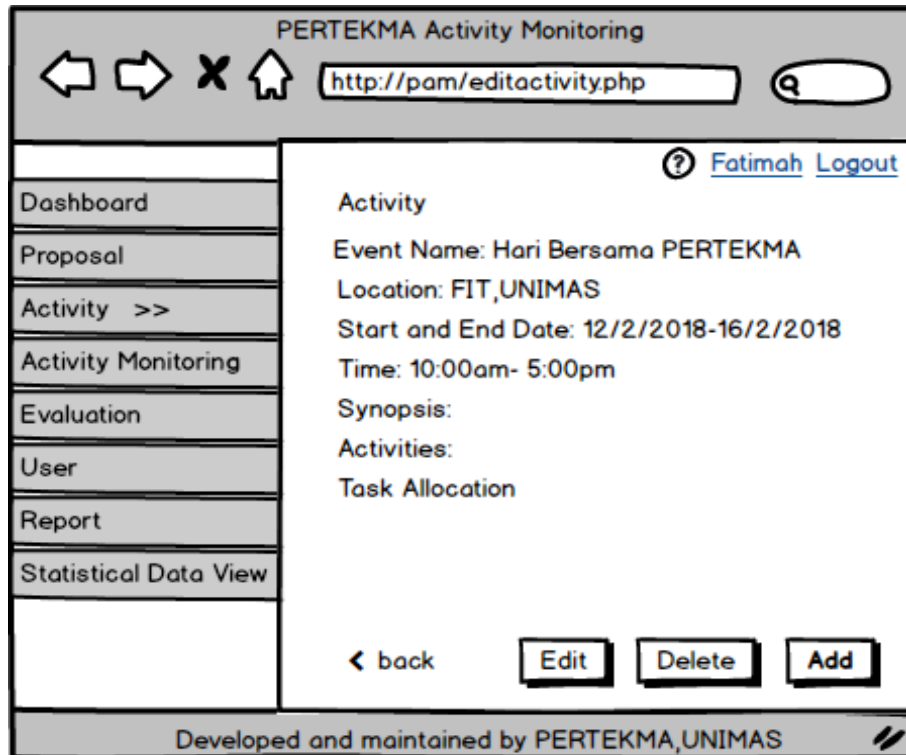 PERTEKMA Activity Monitoring
http://pam/editactivity.php
? Fatimah Logout
Dashboard
Proposal
Activity >>
Activity Monitoring
Evaluation
User
Report
Statistical Data View
Activity
Event Name: Hari Bersama PERTEKMA
Location: FIT,UNIMAS
Start and End Date: 12/2/2018-16/2/2018
Time: 10:00am- 5:00pm
Synopsis:
Activities:
Task Allocation
back Edit Delete Add
Developed and maintained by PERTEKMA,UNIMAS